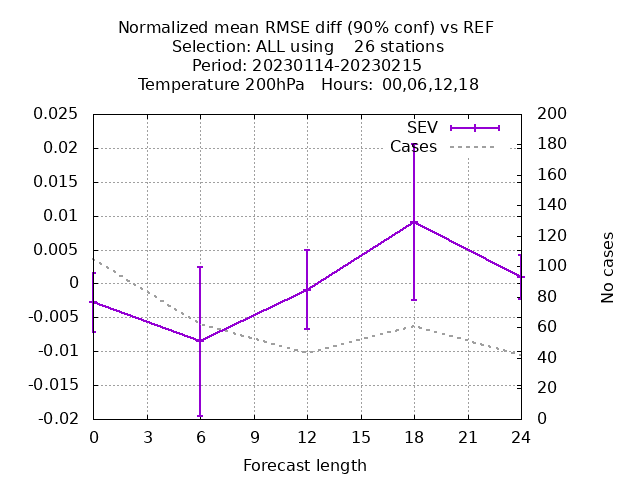 Normalized mean RMSE diff (90% conf) vs REF
Selection: ALL using    26 stations
Period: 20230114-20230215
Temperature 200hPa   Hours:  00,06,12,18
0.025
0.02
0.015
0.01
0.005
0
-0.005
-0.01
-0.015
-0.02
SEV
Cases
200
180
160
140
120
100
80
60
40
20
0
No cases
0 3 6 9 12 15 18 21 24
Forecast length